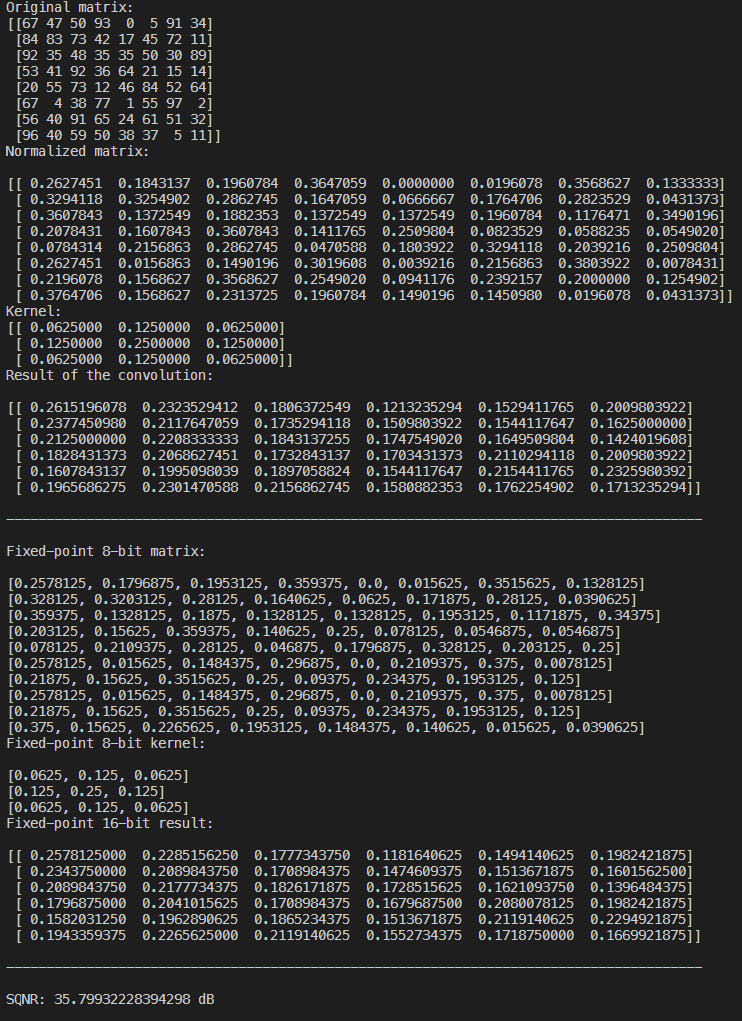 Original matrix:
[[67 47 50 93  0  5 91 34]
 [84 83 73 42 17 45 72 11]
 [92 35 48 35 35 50 30 89]
 [53 41 92 36 64 21 15 14]
 [20 55 73 12 46 84 52 64]
 [67  4 38 77  1 55 97  2]
 [56 40 91 65 24 61 51 32]
 [96 40 59 50 38 37  5 11]]
Normalized matrix:
[[ 0.2627451  0.1843137  0.1960784  0.3647059  0.0000000  0.0196078  0.3568627  0.1333333]
 [ 0.3294118  0.3254902  0.2862745  0.1647059  0.0666667  0.1764706  0.2823529  0.0431373]
 [ 0.3607843  0.1372549  0.1882353  0.1372549  0.1372549  0.1960784  0.1176471  0.3490196]
 [ 0.2078431  0.1607843  0.3607843  0.1411765  0.2509804  0.0823529  0.0588235  0.0549020]
 [ 0.0784314  0.2156863  0.2862745  0.0470588  0.1803922  0.3294118  0.2039216  0.2509804]
 [ 0.2627451  0.0156863  0.1490196  0.3019608  0.0039216  0.2156863  0.3803922  0.0078431]
 [ 0.2196078  0.1568627  0.3568627  0.2549020  0.0941176  0.2392157  0.2000000  0.1254902]
 [ 0.3764706  0.1568627  0.2313725  0.1960784  0.1490196  0.1450980  0.0196078  0.0431373]]
Kernel:
[[ 0.0625000  0.1250000  0.0625000]
 [ 0.1250000  0.2500000  0.1250000]
 [ 0.0625000  0.1250000  0.0625000]]
Result of the convolution:
[[ 0.2615196078  0.2323529412  0.1806372549  0.1213235294  0.1529411765  0.2009803922]
 [ 0.2377450980  0.2117647059  0.1735294118  0.1509803922  0.1544117647  0.1625000000]
 [ 0.2125000000  0.2208333333  0.1843137255  0.1747549020  0.1649509804  0.1424019608]
 [ 0.1828431373  0.2068627451  0.1732843137  0.1703431373  0.2110294118  0.2009803922]
 [ 0.1607843137  0.1995098039  0.1897058824  0.1544117647  0.2154411765  0.2325980392]
 [ 0.1965686275  0.2301470588  0.2156862745  0.1580882353  0.1762254902  0.1713235294]]
_______________________________________________________________________________________
Fixed-point 8-bit matrix:
[0.2578125, 0.1796875, 0.1953125, 0.359375, 0.0, 0.015625, 0.3515625, 0.1328125]
[0.328125, 0.3203125, 0.28125, 0.1640625, 0.0625, 0.171875, 0.28125, 0.0390625]
[0.359375, 0.1328125, 0.1875, 0.1328125, 0.1328125, 0.1953125, 0.1171875, 0.34375]
[0.203125, 0.15625, 0.359375, 0.140625, 0.25, 0.078125, 0.0546875, 0.0546875]
[0.078125, 0.2109375, 0.28125, 0.046875, 0.1796875, 0.328125, 0.203125, 0.25]
[0.2578125, 0.015625, 0.1484375, 0.296875, 0.0, 0.2109375, 0.375, 0.0078125]
[0.21875, 0.15625, 0.3515625, 0.25, 0.09375, 0.234375, 0.1953125, 0.125]
[0.2578125, 0.015625, 0.1484375, 0.296875, 0.0, 0.2109375, 0.375, 0.0078125]
[0.21875, 0.15625, 0.3515625, 0.25, 0.09375, 0.234375, 0.1953125, 0.125]
[0.375, 0.15625, 0.2265625, 0.1953125, 0.1484375, 0.140625, 0.015625, 0.0390625]
Fixed-point 8-bit kernel:
[0.0625, 0.125, 0.0625]
[0.125, 0.25, 0.125]
[0.0625, 0.125, 0.0625]
Fixed-point 16-bit result:
[[ 0.2578125000  0.2285156250  0.1777343750  0.1181640625  0.1494140625  0.1982421875]
 [ 0.2343750000  0.2089843750  0.1708984375  0.1474609375  0.1513671875  0.1601562500]
 [ 0.2089843750  0.2177734375  0.1826171875  0.1728515625  0.1621093750  0.1396484375]
 [ 0.1796875000  0.2041015625  0.1708984375  0.1679687500  0.2080078125  0.1982421875]
 [ 0.1582031250  0.1962890625  0.1865234375  0.1513671875  0.2119140625  0.2294921875]
 [ 0.1943359375  0.2265625000  0.2119140625  0.1552734375  0.1718750000  0.1669921875]]
_______________________________________________________________________________________
SQNR: 35.79932228394298 dB